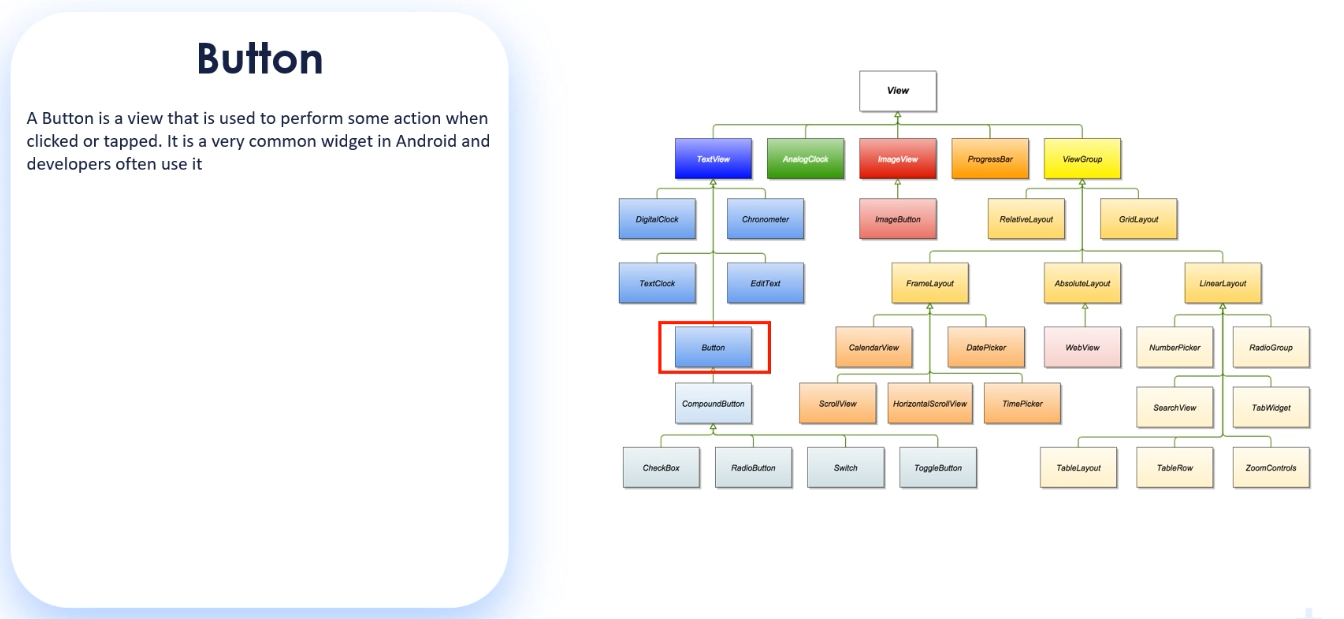 Button
A Button is a view that is used to perform some action when
clicked or tapped. It is a very common widget in Android and
developers often use it
View
TextView
AnalogClock
ImageView
ProgressBar
ViewGroup
DigitalClock
Chronometer
ImageButton
RelativeLayout
GridLayout
TextClock
EditText
FrameLayout
AbsoluteLayout
LinearLayout
Button
CalendarView
DatePicker
WebView
NumberPicker
RadioGroup
CompoundButton
ScrollView
HorizontalScrollView
TimePicker
SearchView
TabWidget
CheckBox
RadioButton
Switch
ToggleButton
TableLayout
TableRow
ZoomControls